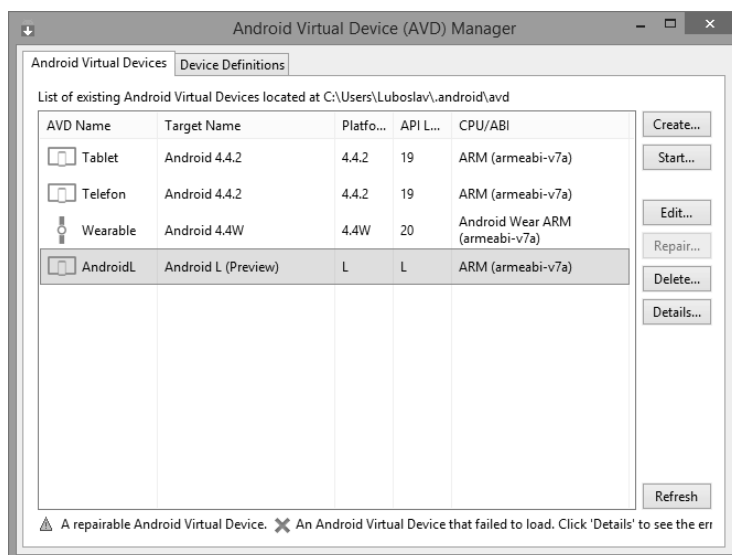 Android Virtual Device (AVD) Manager
Android Virtual Devices Device Definitions
List of existing Android Virtual Devices located at C:\Users\Luboslav\.android\avd
AVD Name Target Name Platfo... API L... CPU/ABI
Tablet Android 4.4.2 4.4.2 19 ARM (armeabi-v7a)
Telefon Android 4.4.2 4.4.2 19 ARM (armeabi-v7a)
Wearable Android 4.4W 4.4W 20 Android Wear ARM (armeabi-v7a)
AndroidL Android L (Preview) L L ARM (armeabi-v7a)
Create...
Start...
Edit...
Repair...
Delete...
Details...
Refresh
A repairable Android Virtual Device. An Android Virtual Device that failed to load. Click 'Details' to see the err